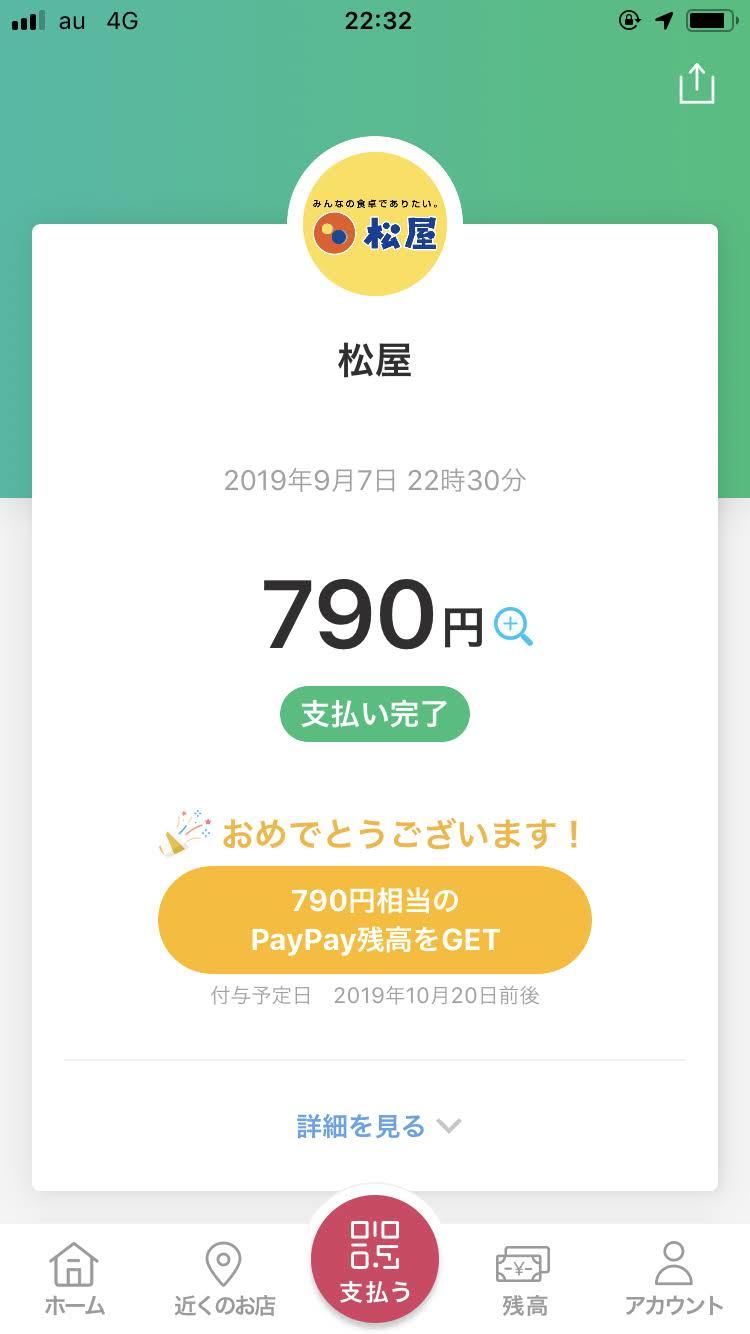 au 4G 22:32
みんなの食卓でありたい。
松屋
松屋
2019年9月7日 22時30分
790円
支払い完了
おめでとうございます！
790円相当の
PayPay残高をGET
付与予定日 2019年10月20日前後
詳細を見る
ホーム 近くのお店 支払う 残高 アカウント